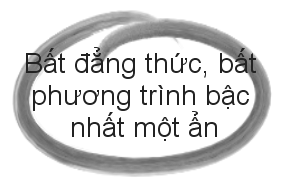 Bất đẳng thức, bất
phương trình bậc
nhất một ẩn